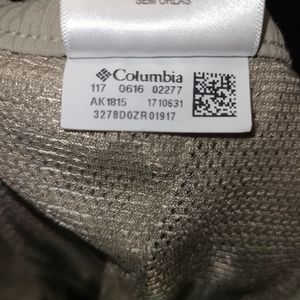 SEM ORLAS
Columbia
117 0616 02277
AK1815 1710631
3278D0ZR01917